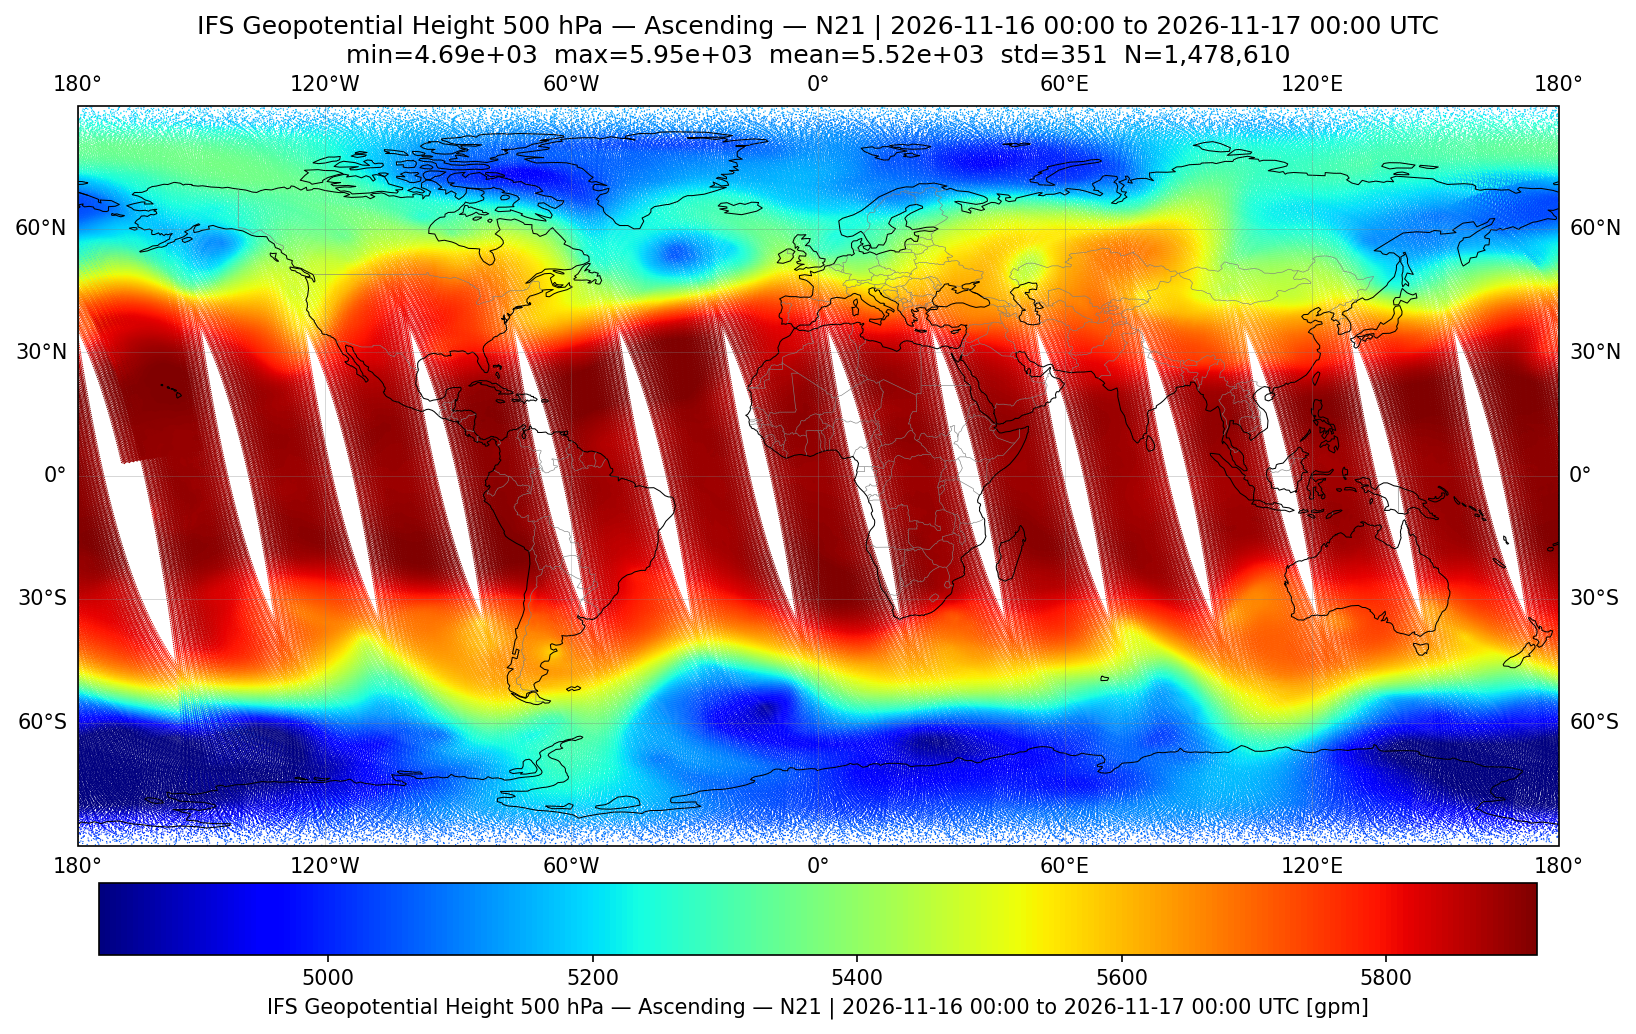 IFS Geopotential Height 500 hPa — Ascending — N21 | 2026-11-16 00:00 to 2026-11-17 00:00 UTC
min=4.69e+03 max=5.95e+03 mean=5.52e+03 std=351 N=1,478,610
180° 120°W 60°W 0° 60°E 120°E 180°
60°N 60°N
30°N 30°N
0° 0°
30°S 30°S
60°S 60°S
180° 120°W 60°W 0° 60°E 120°E 180°
5000 5200 5400 5600 5800
IFS Geopotential Height 500 hPa — Ascending — N21 | 2026-11-16 00:00 to 2026-11-17 00:00 UTC [gpm]